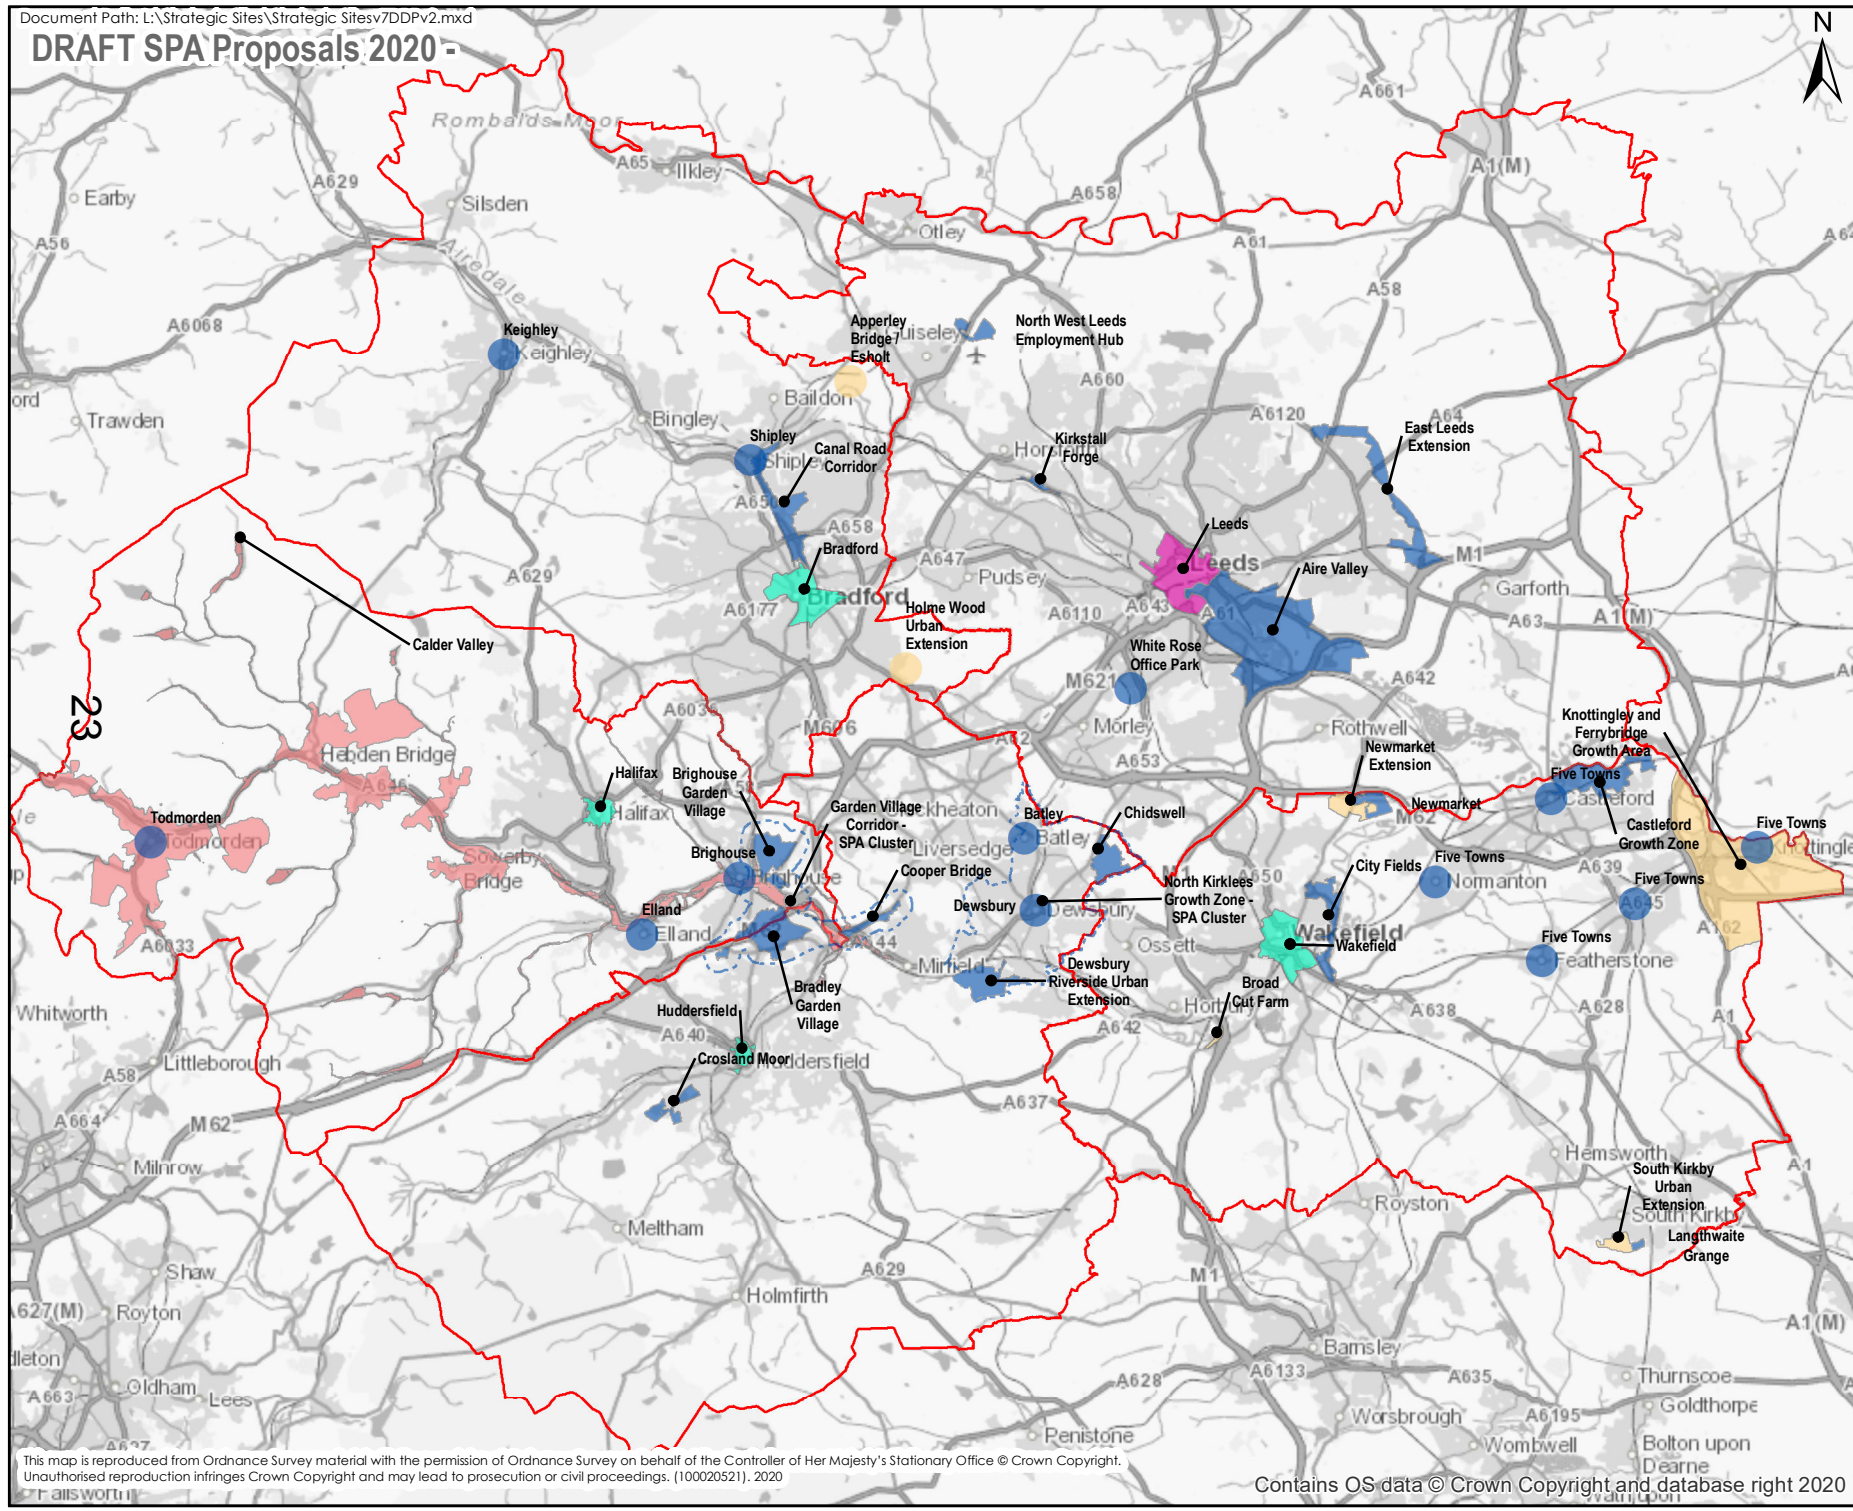 Document Path: L:\Strategic Sites\Strategic Sitesv7DDPv2.mxd
DRAFT SPA Proposals 2020 -
N
A661
Rombalds Moor
A65
Ilkley
A1(M)
A629
Earby
Silsden
A658
Otley
A56
A61
Airedale
A58
A6068
Keighley
Keighley
Apperley
Bridge /
Esholt
Guiseley
North West Leeds
Employment Hub
A660
Trawden
Baildon
Bingley
A6120
A64
East Leeds
Extension
Shipley
Shipley
Canal Road
Corridor
Horsforth
Kirkstall
Forge
A650
A658
Bradford
Bradford
A647
Leeds
Leeds
M1
Aire Valley
Pudsey
Garforth
A629
A6177
Holme Wood
Urban
Extension
A6110
A643
A61
A63
A1(M)
Calder Valley
White Rose
Office Park
M621
A642
23
A6036
M606
A62
Morley
Rothwell
Knottingley and
Ferrybridge
Growth Area
Hebden Bridge
A646
A653
Newmarket
Extension
Newmarket
M62
Halifax
Halifax
Brighouse
Garden
Village
Garden Village
Corridor -
SPA Cluster
Batley
Batley
Chidswell
Five Towns
Castleford
Castleford
Growth Zone
Five Towns
Todmorden
Todmorden
Liversedge
Brighouse
Brighouse
Cooper Bridge
Sowerby
Bridge
City Fields
Five Towns
Normanton
A639
Five Towns
A645
A650
North Kirklees
Growth Zone -
SPA Cluster
Dewsbury
Dewsbury
Elland
Elland
A6033
Wakefield
Wakefield
A162
Ossett
Five Towns
Featherstone
Mirfield
Dewsbury
Riverside Urban
Extension
Bradley
Garden
Village
Broad
Cut Farm
Horbury
A638
A628
A1
Whitworth
Huddersfield
A640
A642
Crosland Moor
Huddersfield
Littleborough
A58
A637
A664
M62
Milnrow
Hemsworth
South Kirkby
Urban
Extension
South Kirkby
A1
Royston
Langthwaite
Grange
Meltham
Shaw
A629
M1
Holmfirth
Royton
A1(M)
Barnsley
A628
A6133
A635
Thurnscoe
Oldham
Lees
A663
Goldthorpe
Worsbrough
A6195
Penistone
Wombwell
Bolton upon
Dearne
A627
This map is reproduced from Ordnance Survey material with the permission of Ordnance Survey on behalf of the Controller of Her Majesty's Stationary Office © Crown Copyright.
Unauthorised reproduction infringes Crown Copyright and may lead to prosecution or civil proceedings. (100020521). 2020
Contains OS data © Crown Copyright and database right 2020